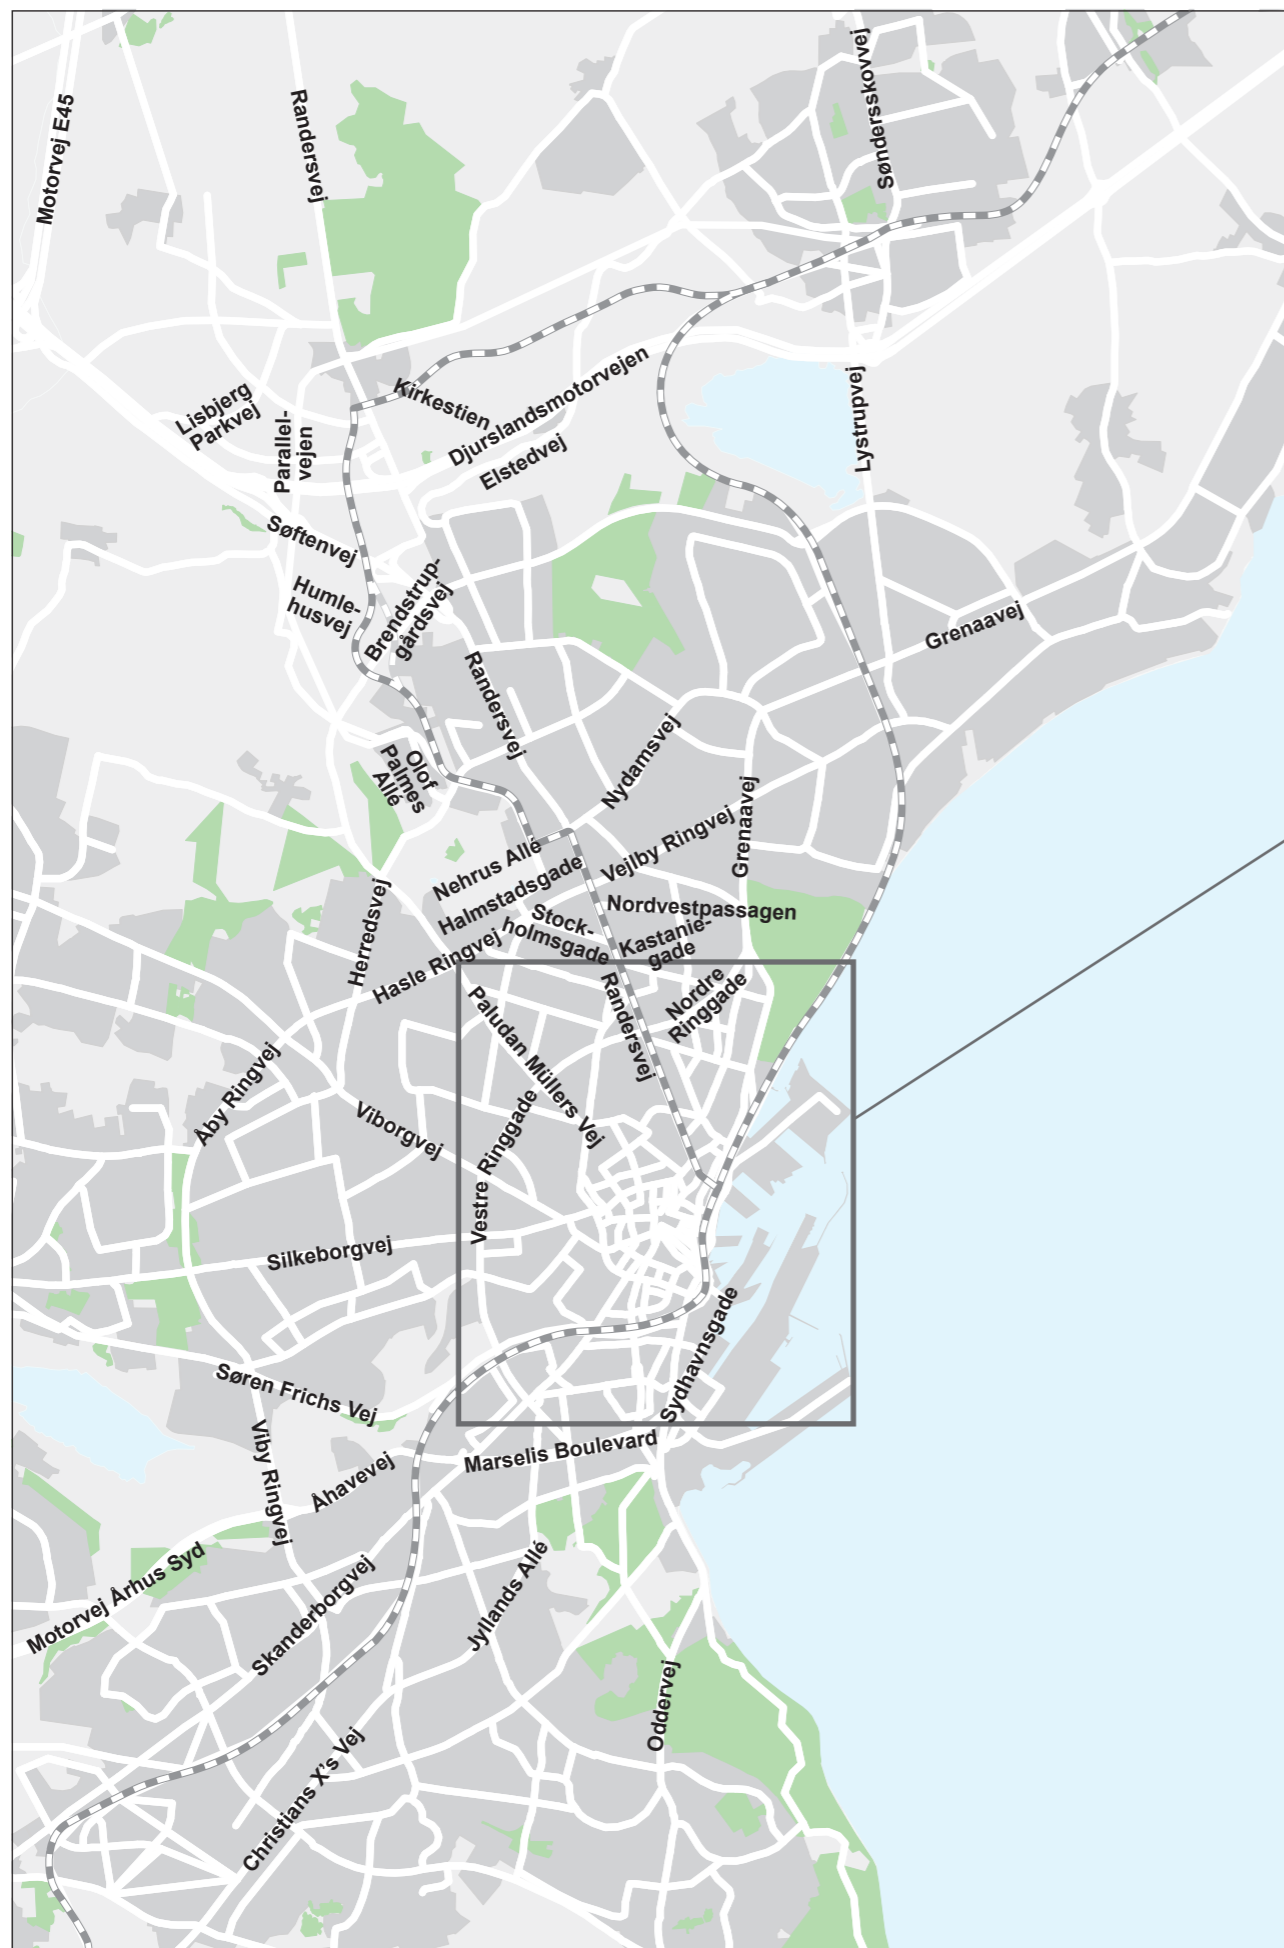 Motorvej E45
Randersvej
Søndersskovvej
Kirkestien
Lisbjerg
Parkvej
Parallel-
vejen
Djurslandsmotorvejen
Elstedvej
Lystrupvej
Søftenvej
Humle-
husvej
Brendstrup-
gårdsvej
Grenaavej
Randersvej
Nydamsvej
Olof
Palmes
Allé
Grenaavej
Vejlby Ringvej
Nehrus Allé
Halmstadsgade
Nordvestpassagen
Stock-
holmsgade
Kastanie-
gade
Herredsvej
Hasle Ringvej
Randersvej
Nordre
Ringgade
Paludan Müllers Vej
Åby Ringvej
Viborgvej
Vestre Ringgade
Silkeborgvej
Sydhavnsgade
Søren Frichs Vej
Viby Ringvej
Marselis Boulevard
Åhavevej
Motorvej Århus Syd
Skanderborgvej
Jyllands Allé
Oddervej
Christians X's Vej